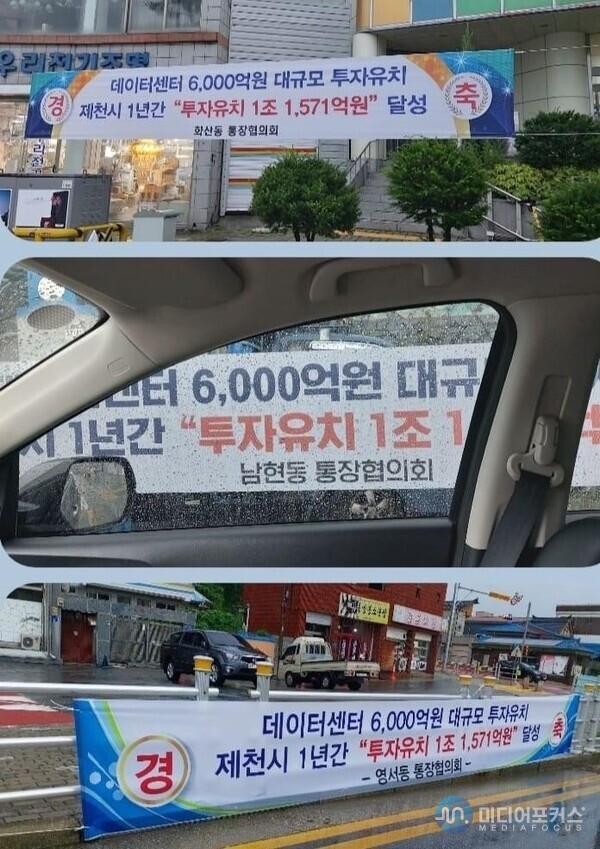 우리전기조명
데이터센터 6,000억원 대규모 투자유치
경 제천시 1년간 “투자유치 1조 1,571억원” 달성 축
화산동 통장협의회
센터 6,000억원 대규
시 1년간 “투자유치 1조 1
남현동 통장협의회
데이터센터 6,000억원 대규모 투자유치
경 제천시 1년간 “투자유치 1조 1,571억원” 달성 축
- 영서동 통장협의회 -
미디어포커스
MEDIAFOCUS